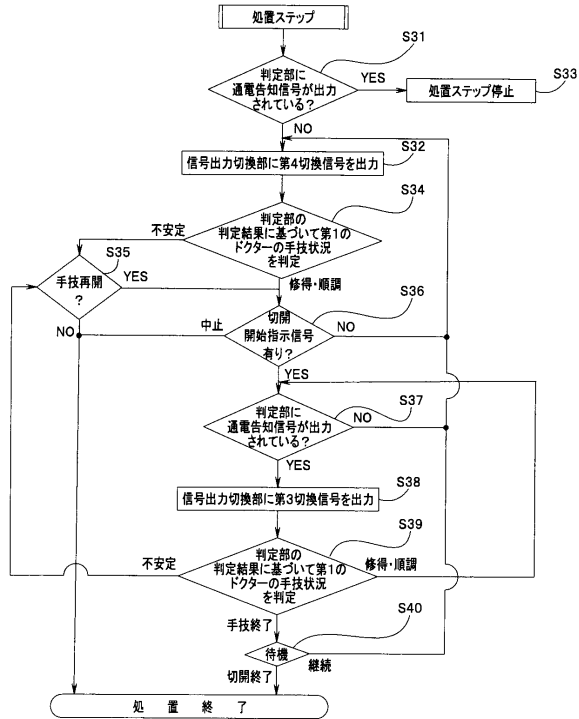 処置ステップ
S31
判定部に
通電告知信号が出力
されている？
YES
S33
処置ステップ停止
NO
S32
信号出力切換部に第4切換信号を出力
S34
判定部の
判定結果に基づいて第1の
ドクターの手技状況
を判定
不安定
S35
手技再開
？
YES
修得・順調
S36
NO
中止
切開
開始指示信号
有り？
NO
YES
S37
判定部に
通電告知信号が出力
されている？
NO
YES
S38
信号出力切換部に第3切換信号を出力
S39
判定部の
判定結果に基づいて第1の
ドクターの手技状況
を判定
不安定
修得・順調
手技終了
S40
待機
継続
切開終了
処置終了